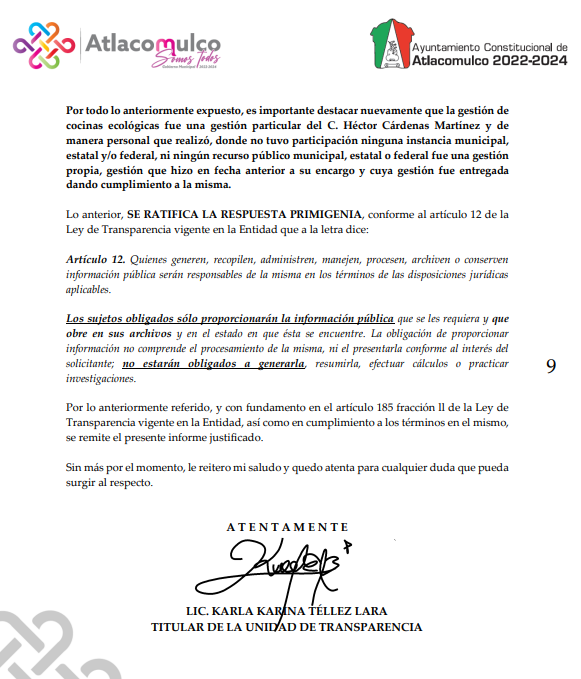 Atlacomulco
Somos Todos
Gobierno Municipal 2022-2024
Ayuntamiento Constitucional de
Atlacomulco 2022-2024
Por todo lo anteriormente expuesto, es importante destacar nuevamente que la gestión de
cocinas ecológicas fue una gestión particular del C. Héctor Cárdenas Martínez y de
manera personal que realizó, donde no tuvo participación ninguna instancia municipal,
estatal y/o federal, ni ningún recurso público municipal, estatal o federal fue una gestión
propia, gestión que hizo en fecha anterior a su encargo y cuya gestión fue entregada
dando cumplimiento a la misma.
Lo anterior, SE RATIFICA LA RESPUESTA PRIMIGENIA, conforme al artículo 12 de la
Ley de Transparencia vigente en la Entidad que a la letra dice:
Artículo 12. Quienes generen, recopilen, administren, manejen, procesen, archiven o conserven
información pública serán responsables de la misma en los términos de las disposiciones jurídicas
aplicables.
Los sujetos obligados sólo proporcionarán la información pública que se les requiera y que
obre en sus archivos y en el estado en que ésta se encuentre. La obligación de proporcionar
información no comprende el procesamiento de la misma, ni el presentarla conforme al interés del
solicitante; no estarán obligados a generarla, resumirla, efectuar cálculos o practicar
investigaciones.
9
Por lo anteriormente referido, y con fundamento en el artículo 185 fracción ll de la Ley de
Transparencia vigente en la Entidad, así como en cumplimiento a los términos en el mismo,
se remite el presente informe justificado.
Sin más por el momento, le reitero mi saludo y quedo atenta para cualquier duda que pueda
surgir al respecto.
A T E N T A M E N T E
LIC. KARLA KARINA TÉLLEZ LARA
TITULAR DE LA UNIDAD DE TRANSPARENCIA